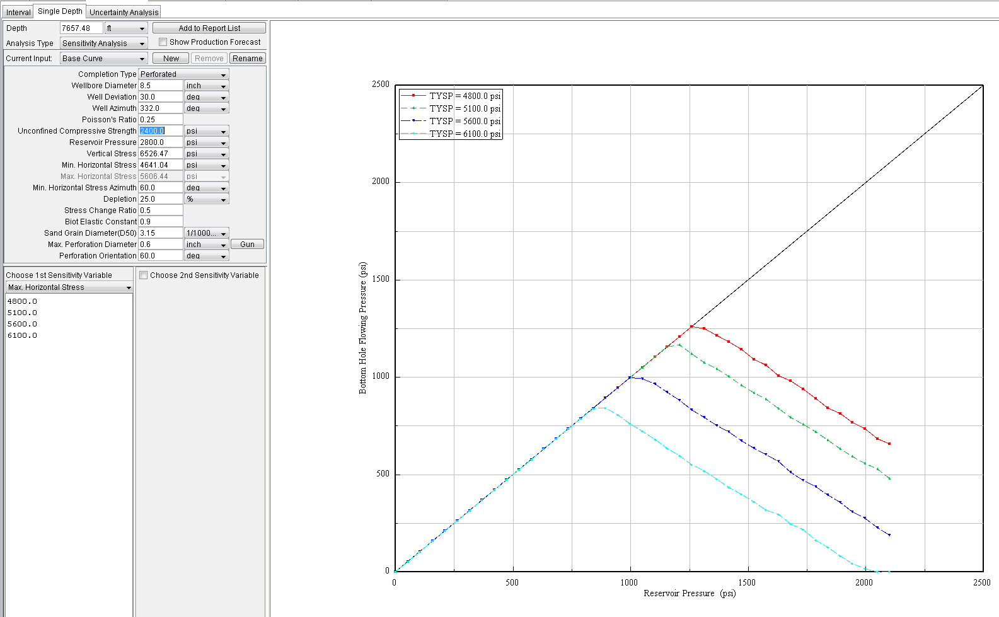 Interval Single Depth Uncertainty Analysis
Depth 7657.48 ft Add to Report List
Analysis Type Sensitivity Analysis Show Production Forecast
Current Input: Base Curve New Remove Rename
Completion Type Perforated
Wellbore Diameter 8.5 inch
Well Deviation 30.0 deg
Well Azimuth 332.0 deg
Poisson's Ratio 0.25
Unconfined Compressive Strength 2400.0 psi
Reservoir Pressure 2800.0 psi
Vertical Stress 6526.47 psi
Min. Horizontal Stress 4641.04 psi
Max. Horizontal Stress 5606.44 psi
Min. Horizontal Stress Azimuth 60.0 deg
Depletion 25.0 %
Stress Change Ratio 0.5
Biot Elastic Constant 0.9
Sand Grain Diameter(D50) 3.15 1/1000...
Max. Perforation Diameter 0.6 inch Gun
Perforation Orientation 60.0 deg
Choose 1st Sensitivity Variable
Max. Horizontal Stress
4800.0
5100.0
5600.0
6100.0
Choose 2nd Sensitivity Variable
TYSP = 4800.0 psi
TYSP = 5100.0 psi
TYSP = 5600.0 psi
TYSP = 6100.0 psi
2500
2000
1500
1000
500
0
Bottom Hole Flowing Pressure (psi)
0 500 1000 1500 2000 2500
Reservoir Pressure (psi)